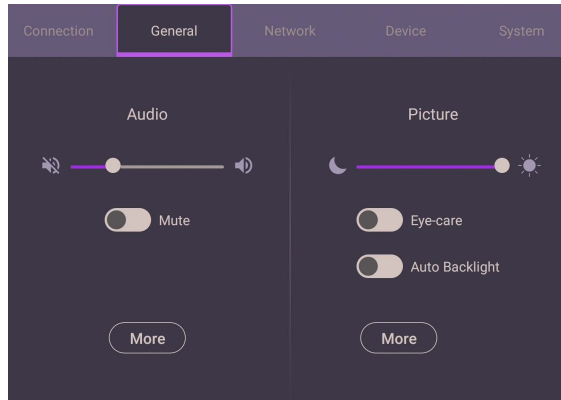 Connection
General
Network
Device
System
Audio
Mute
More
Picture
Eye-care
Auto Backlight
More